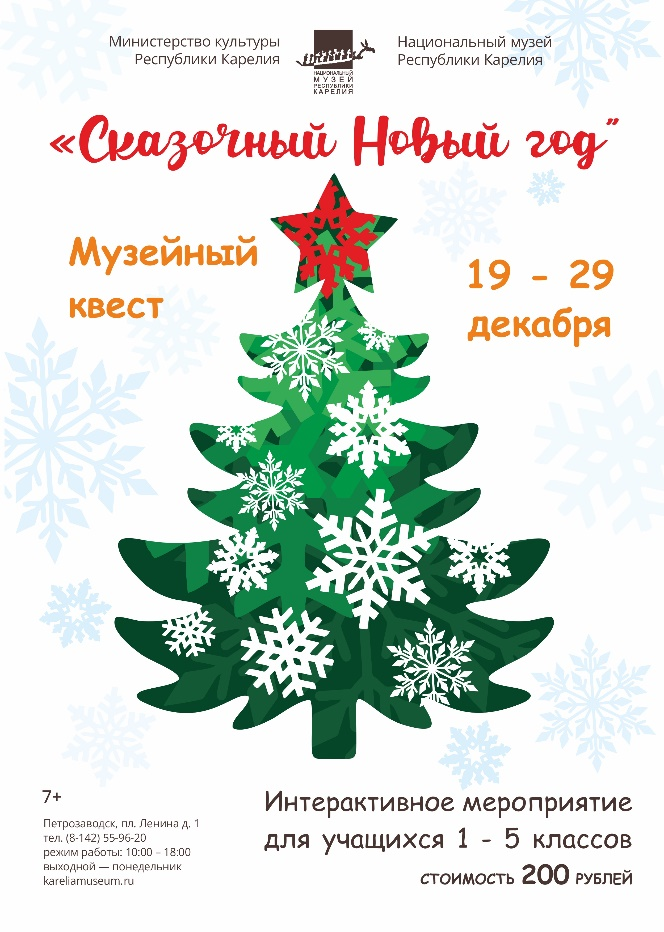 Министерство культуры
Республики Карелия
НАЦИОНАЛЬНЫЙ
МУЗЕЙ
РЕСПУБЛИКИ
КАРЕЛИЯ
Национальный музей
Республики Карелия
«Сказочный Новый год”
Музейный
квест
19 - 29
декабря
7+
Петрозаводск, пл. Ленина д. 1
тел. (8-142) 55-96-20
режим работы: 10:00 – 18:00
выходной — понедельник
kareliamuseum.ru
Интерактивное мероприятие
для учащихся 1 - 5 классов
СТОИМОСТЬ 200 РУБЛЕЙ